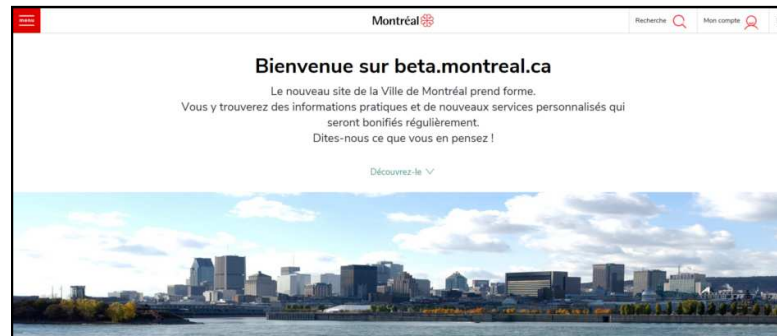 menu
Montréal
Recherche
Mon compte
Bienvenue sur beta.montreal.ca
Le nouveau site de la Ville de Montréal prend forme.
Vous y trouverez des informations pratiques et de nouveaux services personnalisés qui
seront bonifiés régulièrement.
Dites-nous ce que vous en pensez !
Découvrez-le